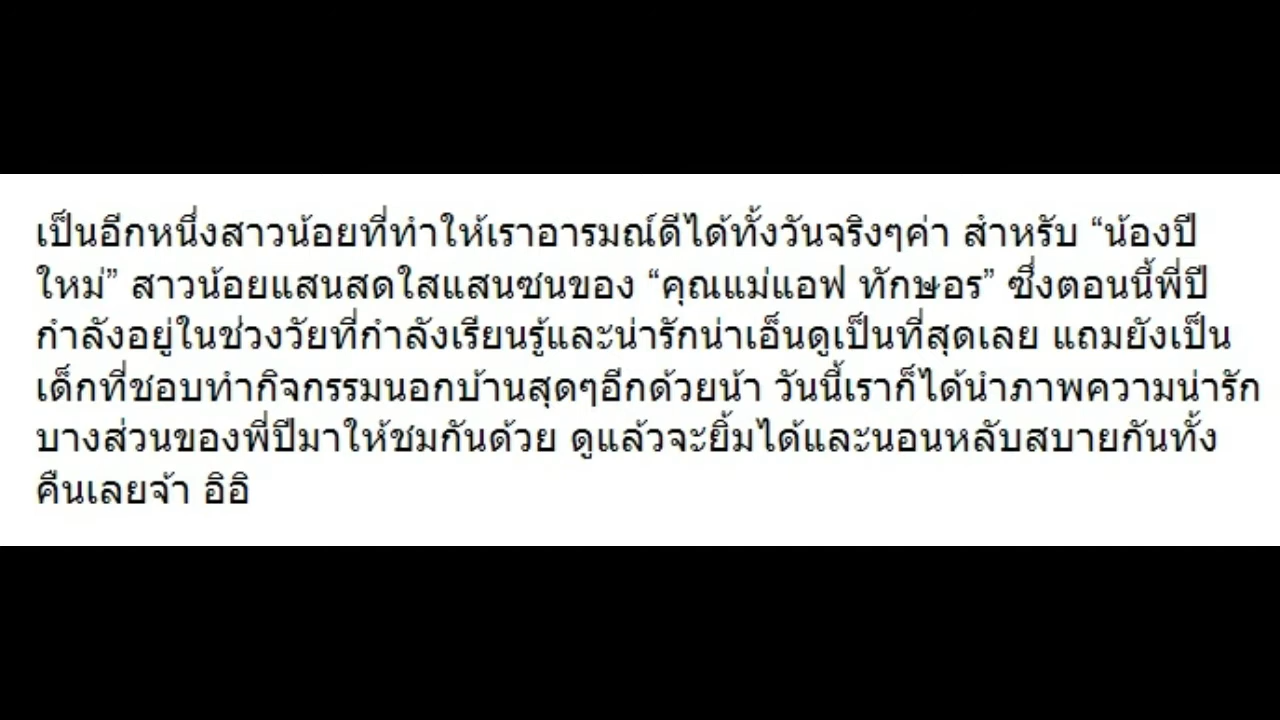 เป็นอีกหนึ่งสาวน้อยที่ทำให้เราอารมณ์ดีได้ทั้งวันจริงๆค่า สำหรับ “น้องปี
ใหม่” สาวน้อยแสนสดใสแสนซนของ “คุณแม่แอฟ ทักษอร” ซึ่งตอนนี้พี่ปี
กำลังอยู่ในช่วงวัยที่กำลังเรียนรู้และน่ารักน่าเอ็นดูเป็นที่สุดเลย แถมยังเป็น
เด็กที่ชอบทำกิจกรรมนอกบ้านสุดๆอีกด้วยน้า วันนี้เราก็ได้นำภาพความน่ารัก
บางส่วนของพี่ปีมาให้ชมกันด้วย ดูแล้วจะยิ้มได้และนอนหลับสบายกันทั้ง
คืนเลยจ้า อิอิ